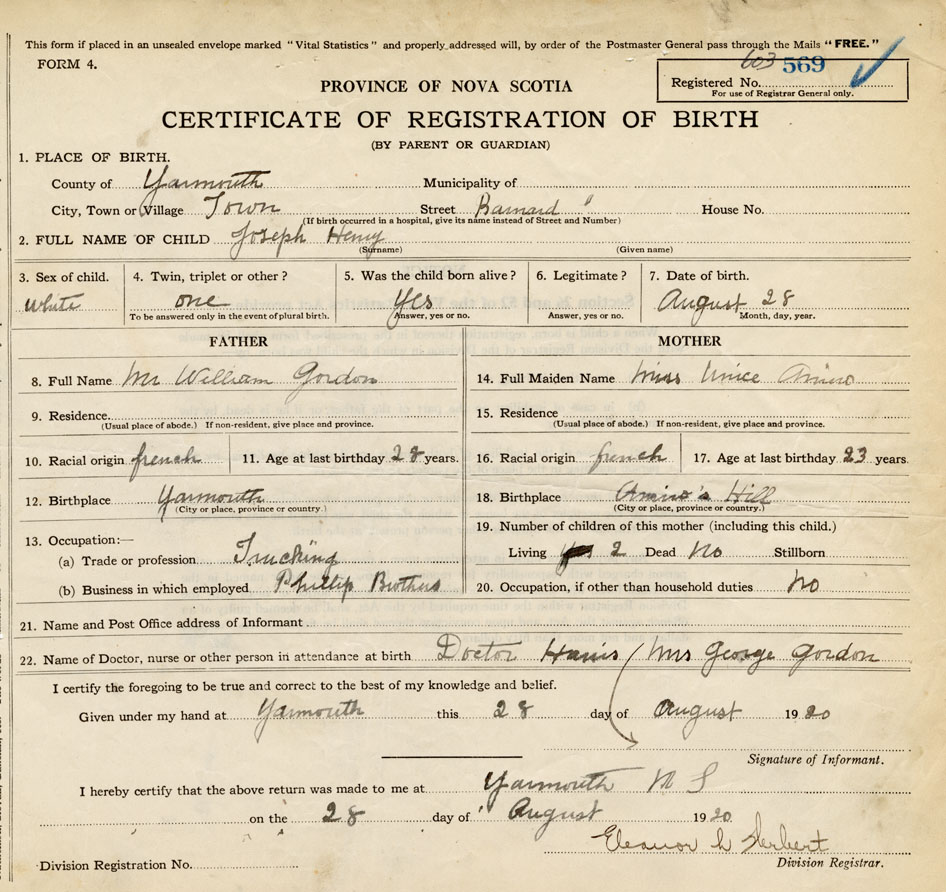 This form if placed in an unsealed envelope marked "Vital Statistics" and properly addressed will, by order of the Postmaster General pass through the Mails "FREE."
FORM 4.
603 569
Registered No.
For use of Registrar General only.
PROVINCE OF NOVA SCOTIA
CERTIFICATE OF REGISTRATION OF BIRTH
(BY PARENT OR GUARDIAN)
1. PLACE OF BIRTH.
County of Yarmouth Municipality of
City, Town or Village Town Street Barnard " House No.
(If birth occurred in a hospital, give its name instead of Street and Number)
2. FULL NAME OF CHILD Joseph Henry
(Surname) (Given name)
3. Sex of child. 4. Twin, triplet or other? 5. Was the child born alive? 6. Legitimate? 7. Date of birth.
white one Yes August 28
To be answered only in the event of plural birth. Answer, yes or no. Answer, yes or no. Month, day, year.
FATHER MOTHER
8. Full Name Mr William Gordon 14. Full Maiden Name Miss Unice Amiro
9. Residence. 15. Residence
(Usual place of abode.) If non-resident, give place and province. (Usual place of abode.) If non-resident, give place and province.
10. Racial origin french 11. Age at last birthday 28 years. 16. Racial origin french 17. Age at last birthday 23 years.
12. Birthplace Yarmouth 18. Birthplace Amiro's Hill
(City or place, province or country.) (City or place, province or country.)
13. Occupation:— 19. Number of children of this mother (including this child.)
(a) Trade or profession Trucking Living 2 Dead No Stillborn
(b) Business in which employed Phillip Brothers 20. Occupation, if other than household duties No
21. Name and Post Office address of Informant
22. Name of Doctor, nurse or other person in attendance at birth Doctor Harris / Mrs George Gordon
I certify the foregoing to be true and correct to the best of my knowledge and belief.
Given under my hand at Yarmouth this 28 day of August 1920
Signature of Informant.
I hereby certify that the above return was made to me at Yarmouth N S
on the 28 day of August 1920
Eleanor L Herbert
Division Registration No. Division Registrar.